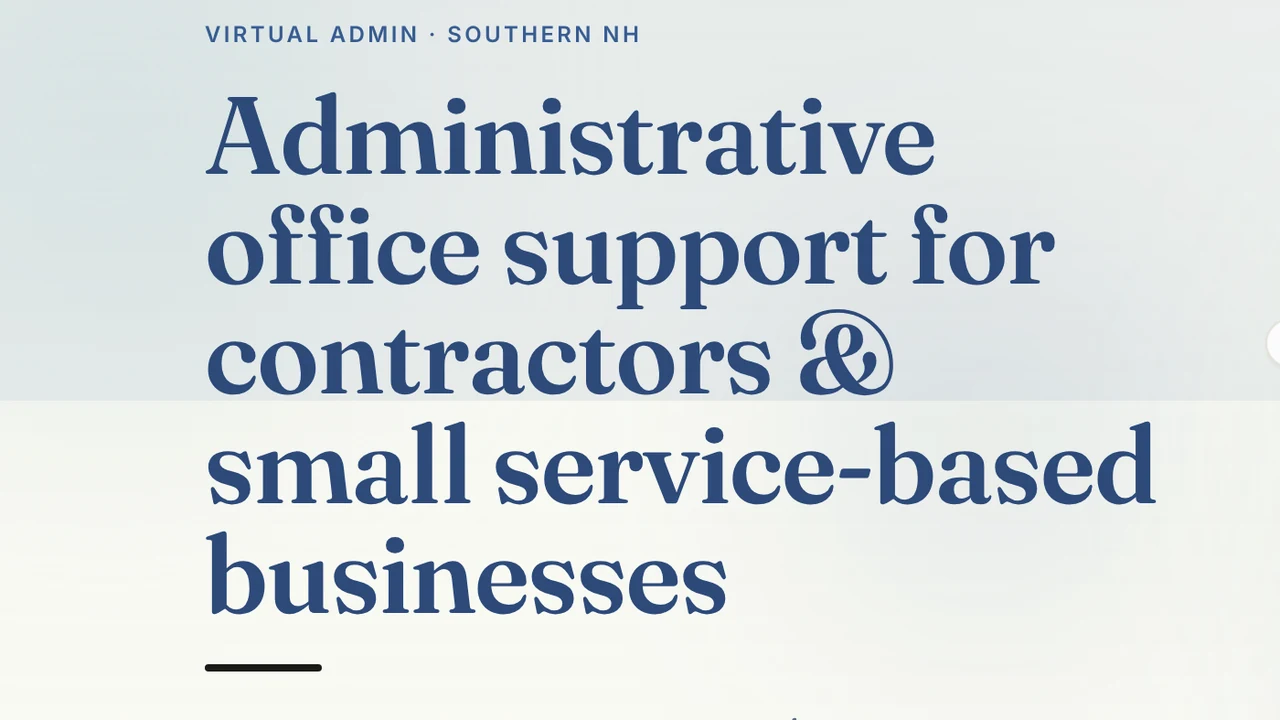 VIRTUAL ADMIN · SOUTHERN NH
Administrative
office support for
contractors &
small service-based
businesses